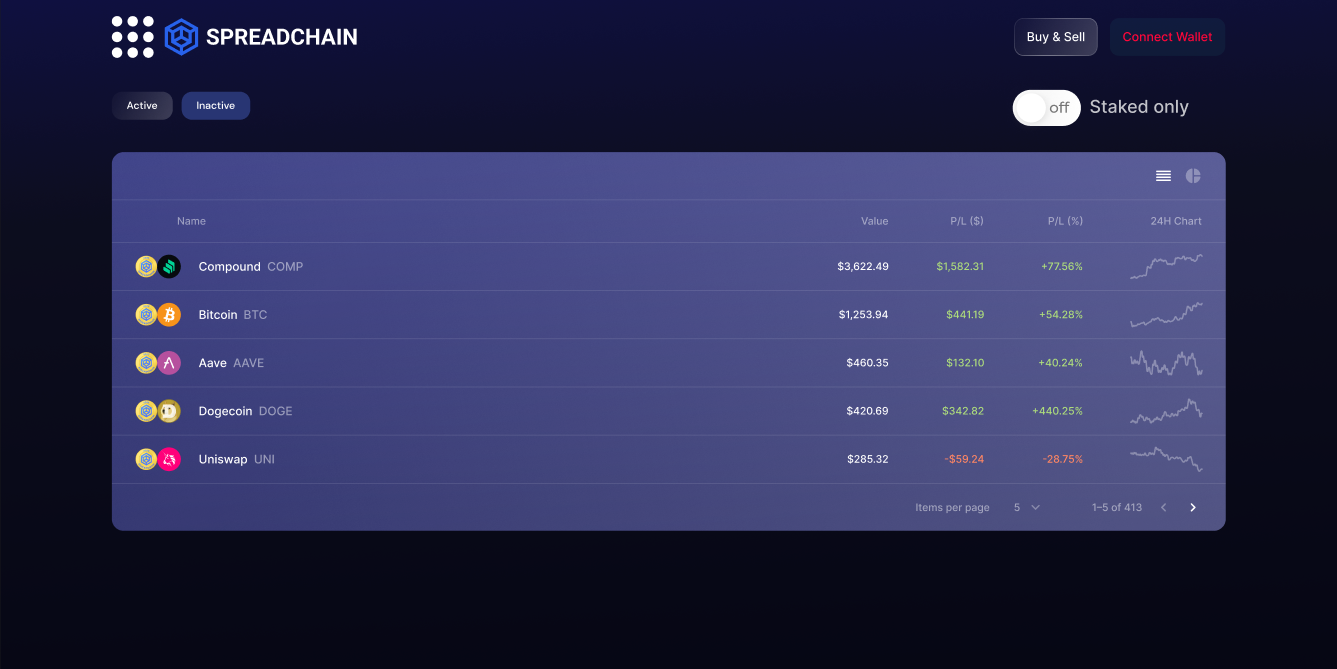 SPREADCHAIN
Buy & Sell
Connect Wallet
Active
Inactive
off
Staked only
Name Value P/L ($) P/L (%) 24H Chart
Compound COMP $3,622.49 $1,582.31 +77.56%
Bitcoin BTC $1,253.94 $441.19 +54.28%
Aave AAVE $460.35 $132.10 +40.24%
Dogecoin DOGE $420.69 $342.82 +440.25%
Uniswap UNI $285.32 -$59.24 -28.75%
Items per page 5 1–5 of 413